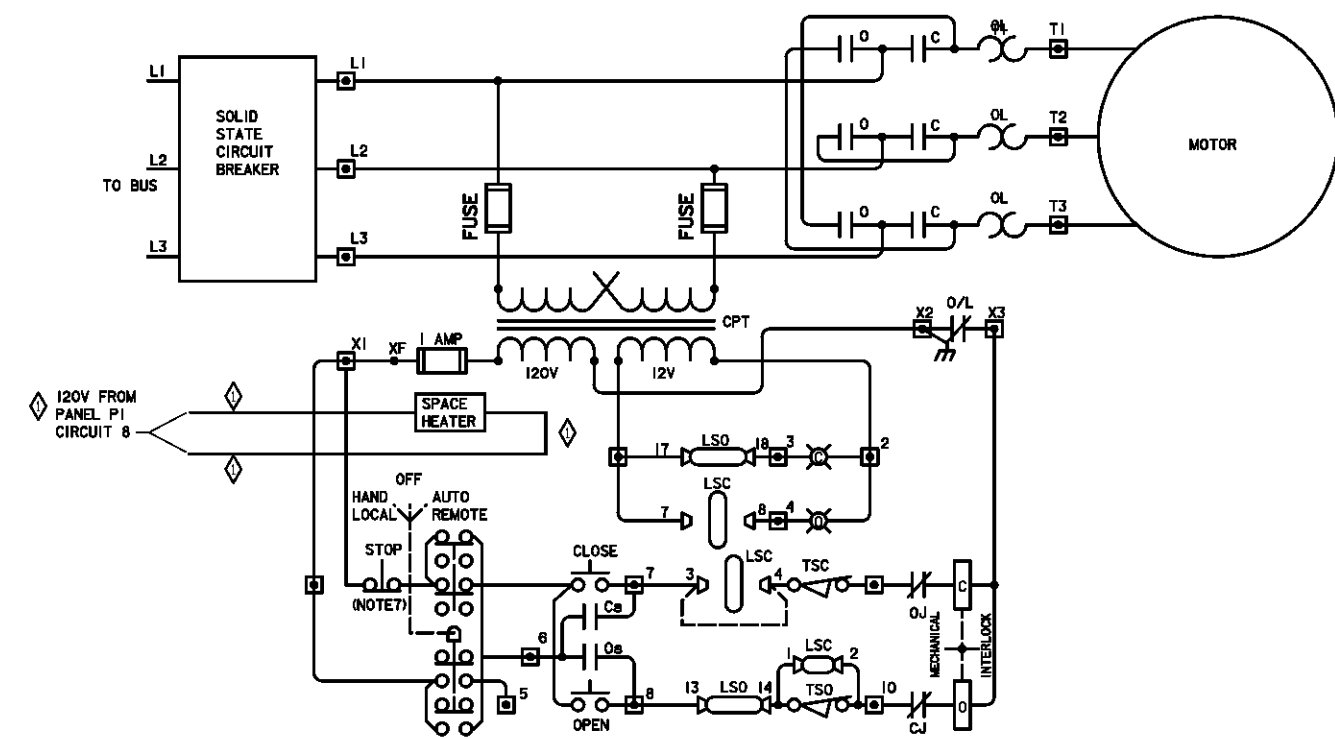 O C OL T1
L1 L1
SOLID
STATE
CIRCUIT
BREAKER
O C OL T2
MOTOR
L2 L2
TO BUS
FUSE FUSE
O C OL T3
L3 L3
CPT
X2 O/L X3
X1 XF 1 AMP
120V 12V
1 120V FROM
PANEL P1
CIRCUIT 8
1
SPACE
HEATER
1
1
17 LSO 18 3 C 2
LSC
7 8 4 O
OFF
HAND
LOCAL
AUTO
REMOTE
STOP
(NOTE7)
CLOSE
7 3 LSC 4 TSC OJ C
Ca
6
Oa
MECHANICAL
INTERLOCK
1 LSC 2
5
OPEN
8 13 LSO 14 TSO 10 CJ O